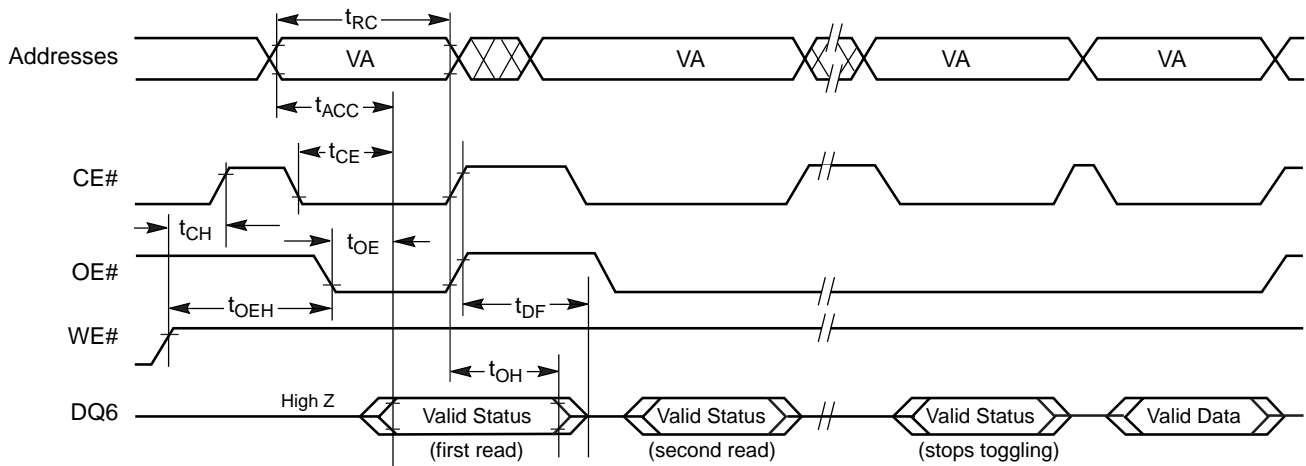 tRC
Addresses VA VA VA VA
tACC
tCE
CE#
tCH tOE
OE#
tOEH tDF
WE#
tOH
DQ6 High Z Valid Status Valid Status Valid Status Valid Data
(first read) (second read) (stops toggling)